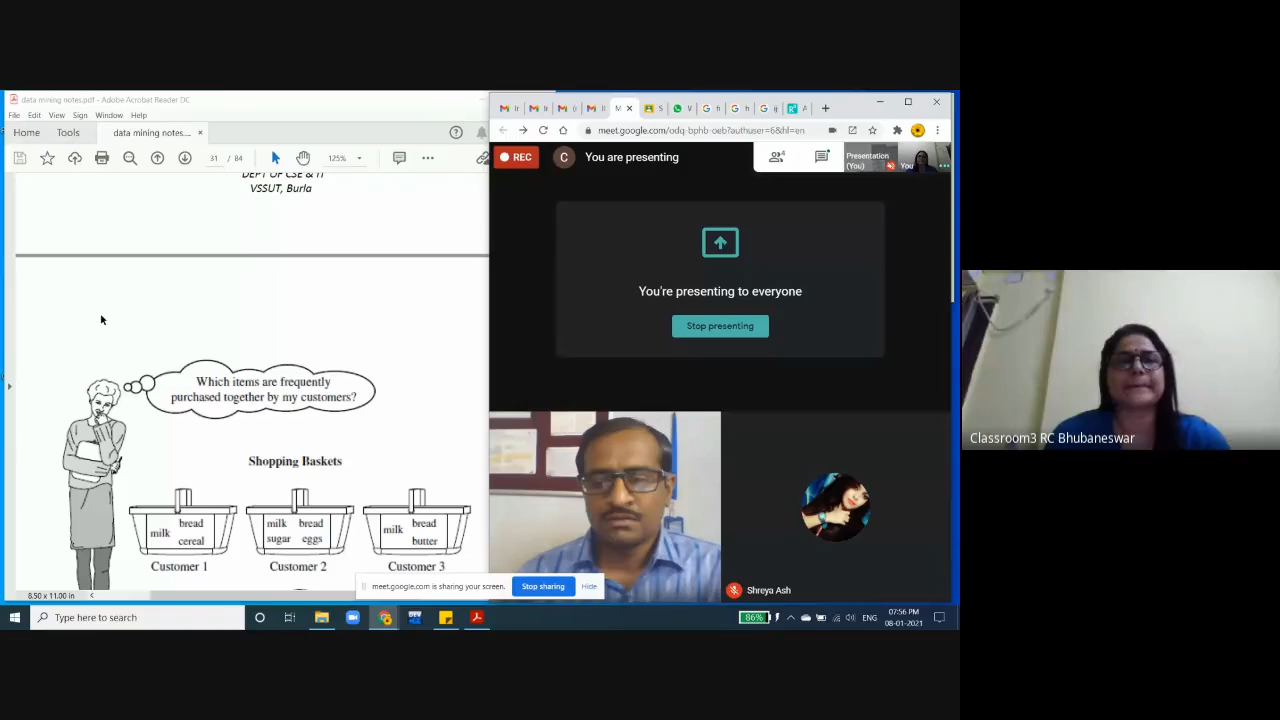 data mining notes.pdf - Adobe Acrobat Reader DC
File Edit View Sign Window Help
Home Tools data mining notes.... ×
31 / 84 125%
DEPT OF CSE & IT
VSSUT, Burla
Which items are frequently
purchased together by my customers?
Shopping Baskets
milk bread cereal
milk bread sugar eggs
milk bread butter
Customer 1 Customer 2 Customer 3
8.50 x 11.00 in
meet.google.com/odq-bphb-oeb?authuser=6&hl=en
REC
C
You are presenting
4
Presentation
(You)
You
You're presenting to everyone
Stop presenting
Shreya Ash
meet.google.com is sharing your screen. Stop sharing Hide
Type here to search
86%
ENG
07:56 PM
08-01-2021
Classroom3 RC Bhubaneswar